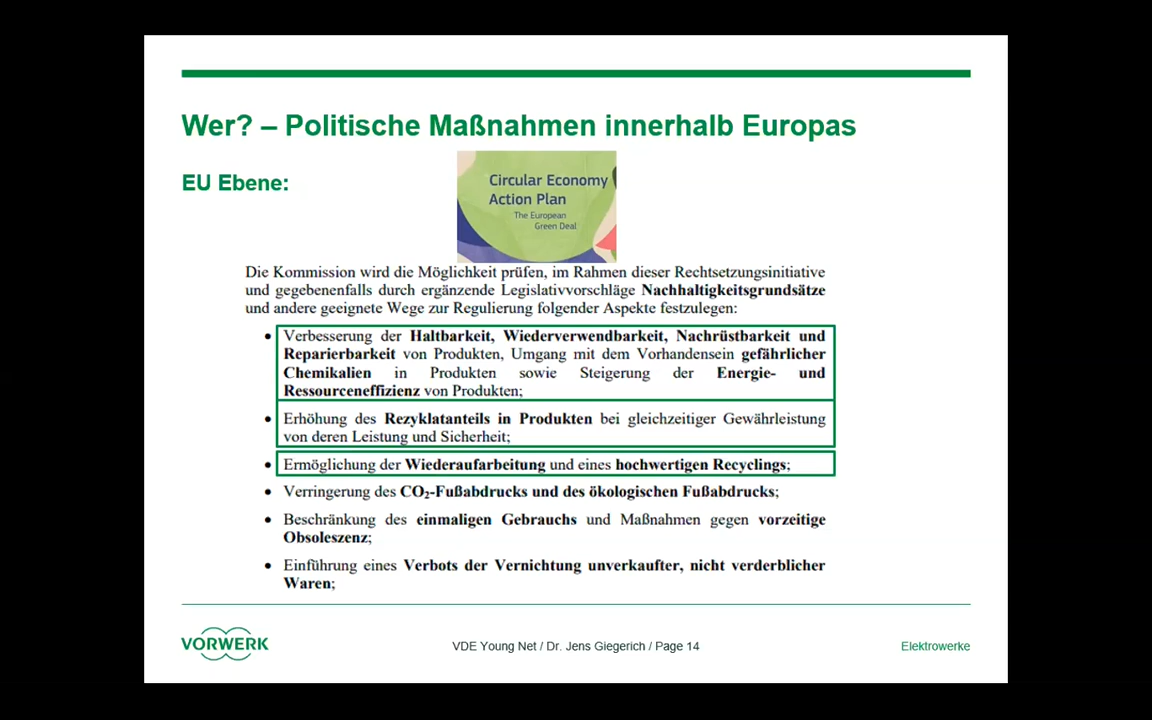 Wer? – Politische Maßnahmen innerhalb Europas
EU Ebene:
Circular Economy
Action Plan
The European
Green Deal
Die Kommission wird die Möglichkeit prüfen, im Rahmen dieser Rechtsetzungsinitiative
und gegebenenfalls durch ergänzende Legislativvorschläge Nachhaltigkeitsgrundsätze
und andere geeignete Wege zur Regulierung folgender Aspekte festzulegen:
• Verbesserung der Haltbarkeit, Wiederverwendbarkeit, Nachrüstbarkeit und
Reparierbarkeit von Produkten, Umgang mit dem Vorhandensein gefährlicher
Chemikalien in Produkten sowie Steigerung der Energie- und
Ressourceneffizienz von Produkten;
• Erhöhung des Rezyklatanteils in Produkten bei gleichzeitiger Gewährleistung
von deren Leistung und Sicherheit;
• Ermöglichung der Wiederaufarbeitung und eines hochwertigen Recyclings;
• Verringerung des CO₂-Fußabdrucks und des ökologischen Fußabdrucks;
• Beschränkung des einmaligen Gebrauchs und Maßnahmen gegen vorzeitige
Obsoleszenz;
• Einführung eines Verbots der Vernichtung unverkaufter, nicht verderblicher
Waren;
VORWERK
VDE Young Net / Dr. Jens Giegerich / Page 14
Elektrowerke